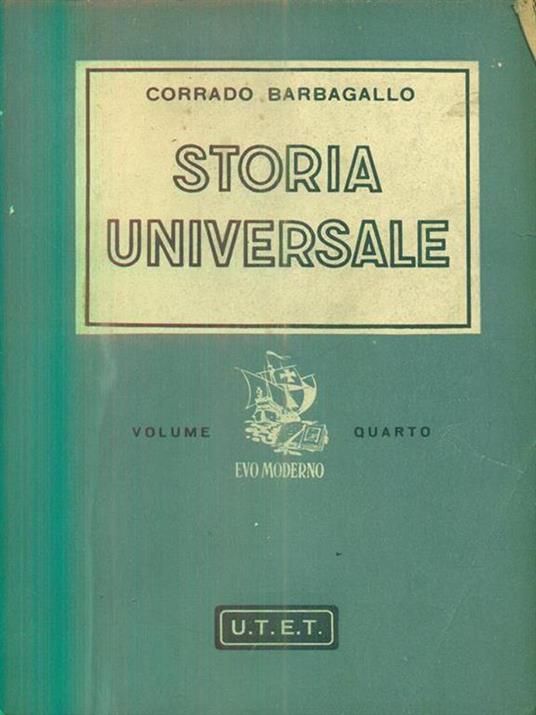 CORRADO BARBAGALLO
STORIA
UNIVERSALE
VOLUME QUARTO
EVO MODERNO
U.T.E.T.